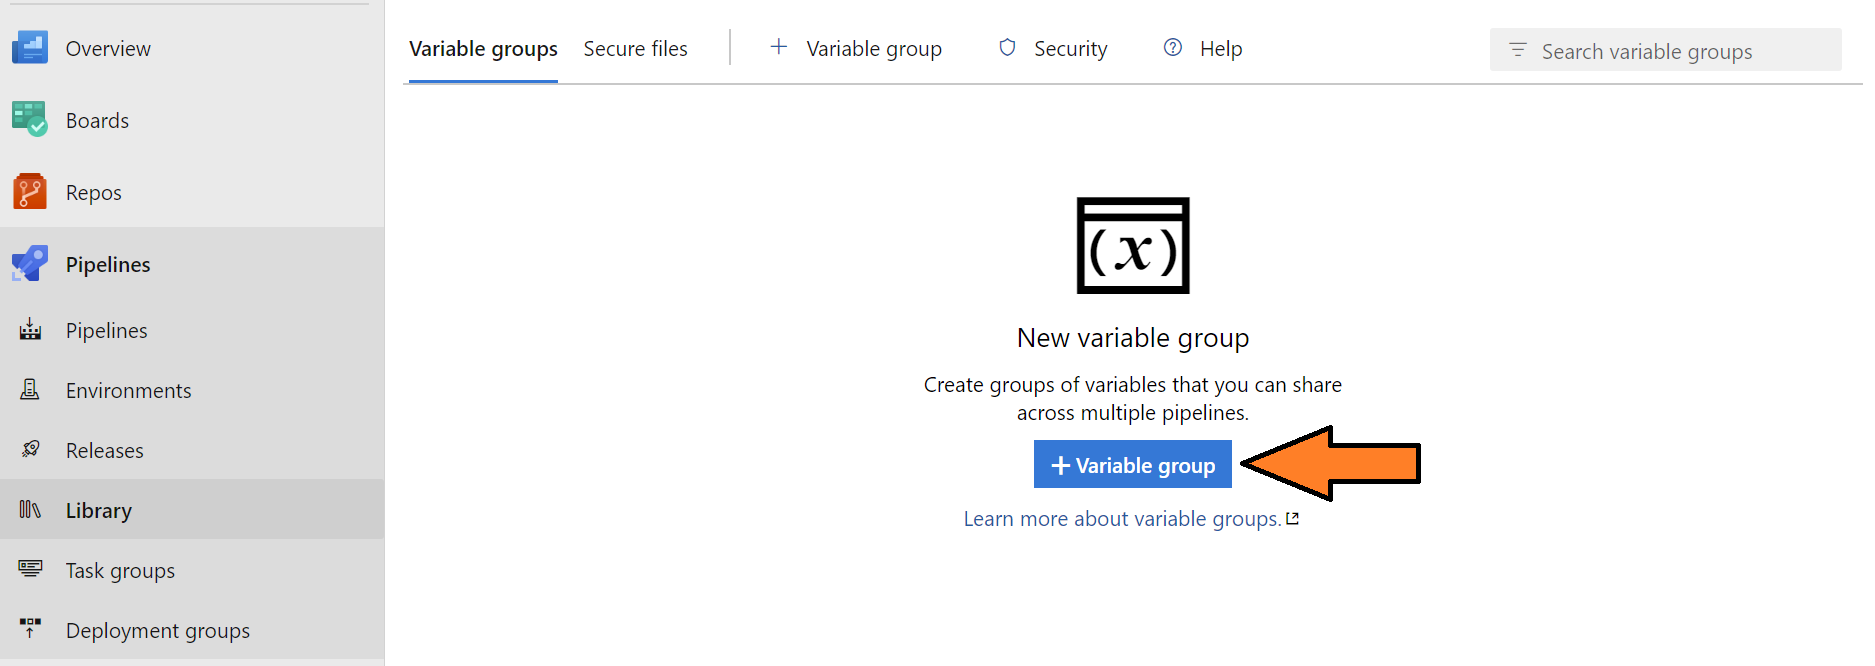 Overview
Boards
Repos
Pipelines
Pipelines
Environments
Releases
Library
Task groups
Deployment groups
Variable groups Secure files + Variable group Security ? Help Search variable groups
(x)
New variable group
Create groups of variables that you can share
across multiple pipelines.
+ Variable group
Learn more about variable groups.